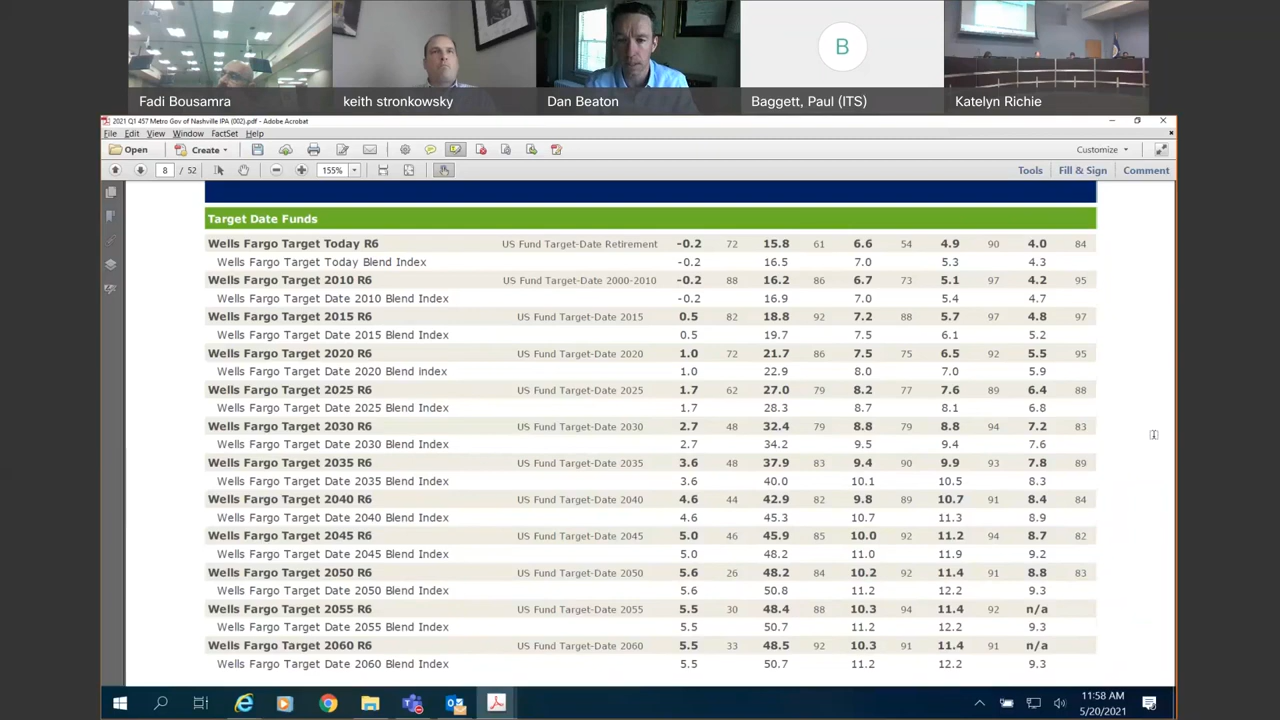 B
Fadi Bousamra
keith stronkowsky
Dan Beaton
Baggett, Paul (ITS)
Katelyn Richie
2021 Q1 457 Metro Gov of Nashville IPA (002).pdf - Adobe Acrobat
File Edit View Window FactSet Help
Open Create Customize
8 / 52 155% Tools Fill & Sign Comment
Target Date Funds
Wells Fargo Target Today R6 US Fund Target-Date Retirement -0.2 72 15.8 61 6.6 54 4.9 90 4.0 84
Wells Fargo Target Today Blend Index -0.2 16.5 7.0 5.3 4.3
Wells Fargo Target 2010 R6 US Fund Target-Date 2000-2010 -0.2 88 16.2 86 6.7 73 5.1 97 4.2 95
Wells Fargo Target Date 2010 Blend Index -0.2 16.9 7.0 5.4 4.7
Wells Fargo Target 2015 R6 US Fund Target-Date 2015 0.5 82 18.8 92 7.2 88 5.7 97 4.8 97
Wells Fargo Target Date 2015 Blend Index 0.5 19.7 7.5 6.1 5.2
Wells Fargo Target 2020 R6 US Fund Target-Date 2020 1.0 72 21.7 86 7.5 75 6.5 92 5.5 95
Wells Fargo Target Date 2020 Blend index 1.0 22.9 8.0 7.0 5.9
Wells Fargo Target 2025 R6 US Fund Target-Date 2025 1.7 62 27.0 79 8.2 77 7.6 89 6.4 88
Wells Fargo Target Date 2025 Blend Index 1.7 28.3 8.7 8.1 6.8
Wells Fargo Target 2030 R6 US Fund Target-Date 2030 2.7 48 32.4 79 8.8 79 8.8 94 7.2 83
Wells Fargo Target Date 2030 Blend Index 2.7 34.2 9.5 9.4 7.6
Wells Fargo Target 2035 R6 US Fund Target-Date 2035 3.6 48 37.9 83 9.4 90 9.9 93 7.8 89
Wells Fargo Target Date 2035 Blend Index 3.6 40.0 10.1 10.5 8.3
Wells Fargo Target 2040 R6 US Fund Target-Date 2040 4.6 44 42.9 82 9.8 89 10.7 91 8.4 84
Wells Fargo Target Date 2040 Blend Index 4.6 45.3 10.7 11.3 8.9
Wells Fargo Target 2045 R6 US Fund Target-Date 2045 5.0 46 45.9 85 10.0 92 11.2 94 8.7 82
Wells Fargo Target Date 2045 Blend Index 5.0 48.2 11.0 11.9 9.2
Wells Fargo Target 2050 R6 US Fund Target-Date 2050 5.6 26 48.2 84 10.2 92 11.4 91 8.8 83
Wells Fargo Target Date 2050 Blend Index 5.6 50.8 11.2 12.2 9.3
Wells Fargo Target 2055 R6 US Fund Target-Date 2055 5.5 30 48.4 88 10.3 94 11.4 92 n/a
Wells Fargo Target Date 2055 Blend Index 5.5 50.7 11.2 12.2 9.3
Wells Fargo Target 2060 R6 US Fund Target-Date 2060 5.5 33 48.5 92 10.3 91 11.4 91 n/a
Wells Fargo Target Date 2060 Blend Index 5.5 50.7 11.2 12.2 9.3
11:58 AM
5/20/2021